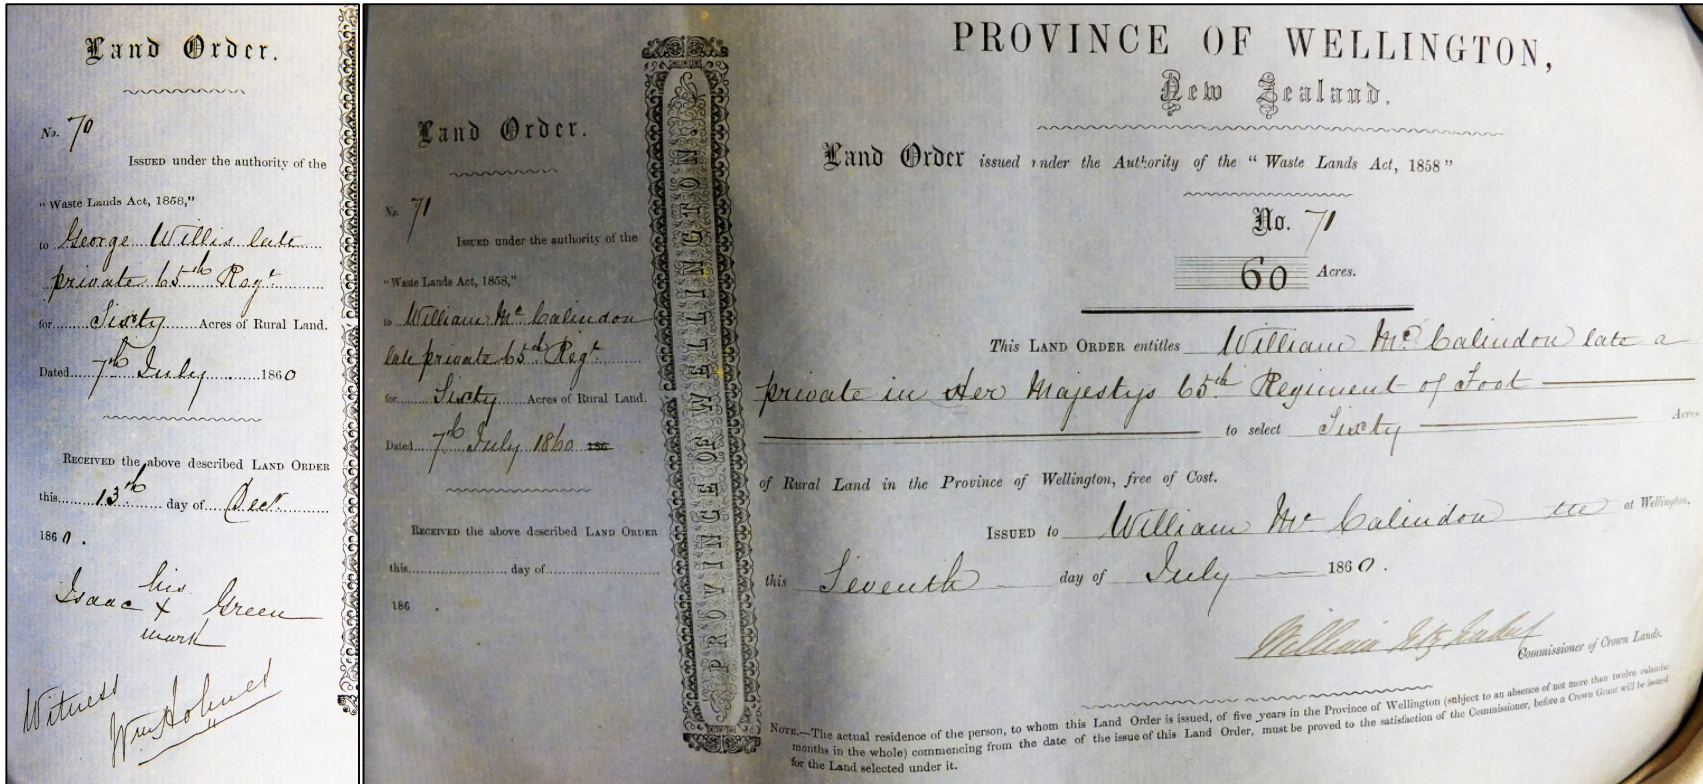 Land Order.
No. 70
ISSUED under the authority of the
"Waste Lands Act, 1858,"
to George Willis late
private 65th Regt
for Sixty Acres of Rural Land.
Dated 7th July 1860
RECEIVED the above described LAND ORDER
this 13th day of Decr
1860.
his
Isaac X Green
mark
Witness
Wm Holmes
Land Order.
No. 71
ISSUED under the authority of the
"Waste Lands Act, 1858,"
to William Mc Calindon
late private 65th Regt
for Sixty Acres of Rural Land.
Dated 7th July 1860 186
RECEIVED the above described LAND ORDER
this day of
186 .
PROVINCE OF WELLINGTON.
PROVINCE OF WELLINGTON,
New Zealand.
Land Order issued under the Authority of the "Waste Lands Act, 1858"
No. 71
60 Acres.
This LAND ORDER entitles William Mc Calindon late a
private in Her Majestys 65th Regiment of Foot
to select Sixty Acres
of Rural Land in the Province of Wellington, free of Cost.
ISSUED to William Mc Calindon the at Wellington,
this Seventh day of July 1860.
William Fitzherbert
Commissioner of Crown Lands.
NOTE.—The actual residence of the person, to whom this Land Order is issued, of five years in the Province of Wellington (subject to an absence of not more than twelve calendar
months in the whole) commencing from the date of the issue of this Land Order, must be proved to the satisfaction of the Commissioner, before a Crown Grant will be issued
for the Land selected under it.